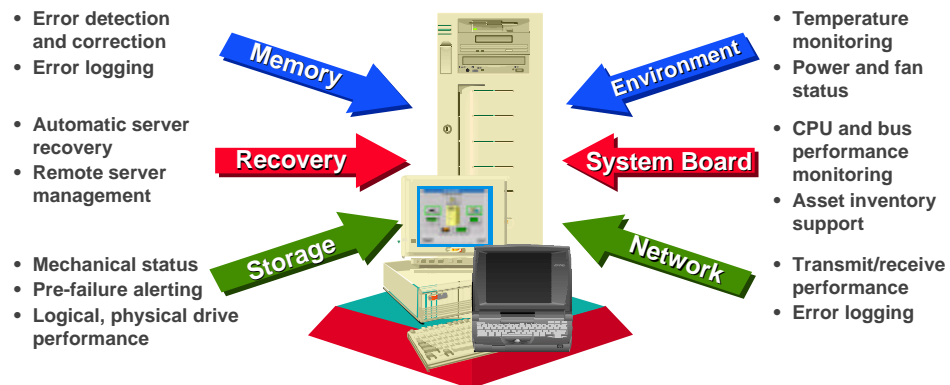 • Error detection
and correction
• Error logging
Memory
Environment
• Temperature
monitoring
• Power and fan
status
• Automatic server
recovery
• Remote server
management
Recovery
System Board
• CPU and bus
performance
monitoring
• Asset inventory
support
• Mechanical status
• Pre-failure alerting
• Logical, physical drive
performance
Storage
Network
• Transmit/receive
performance
• Error logging